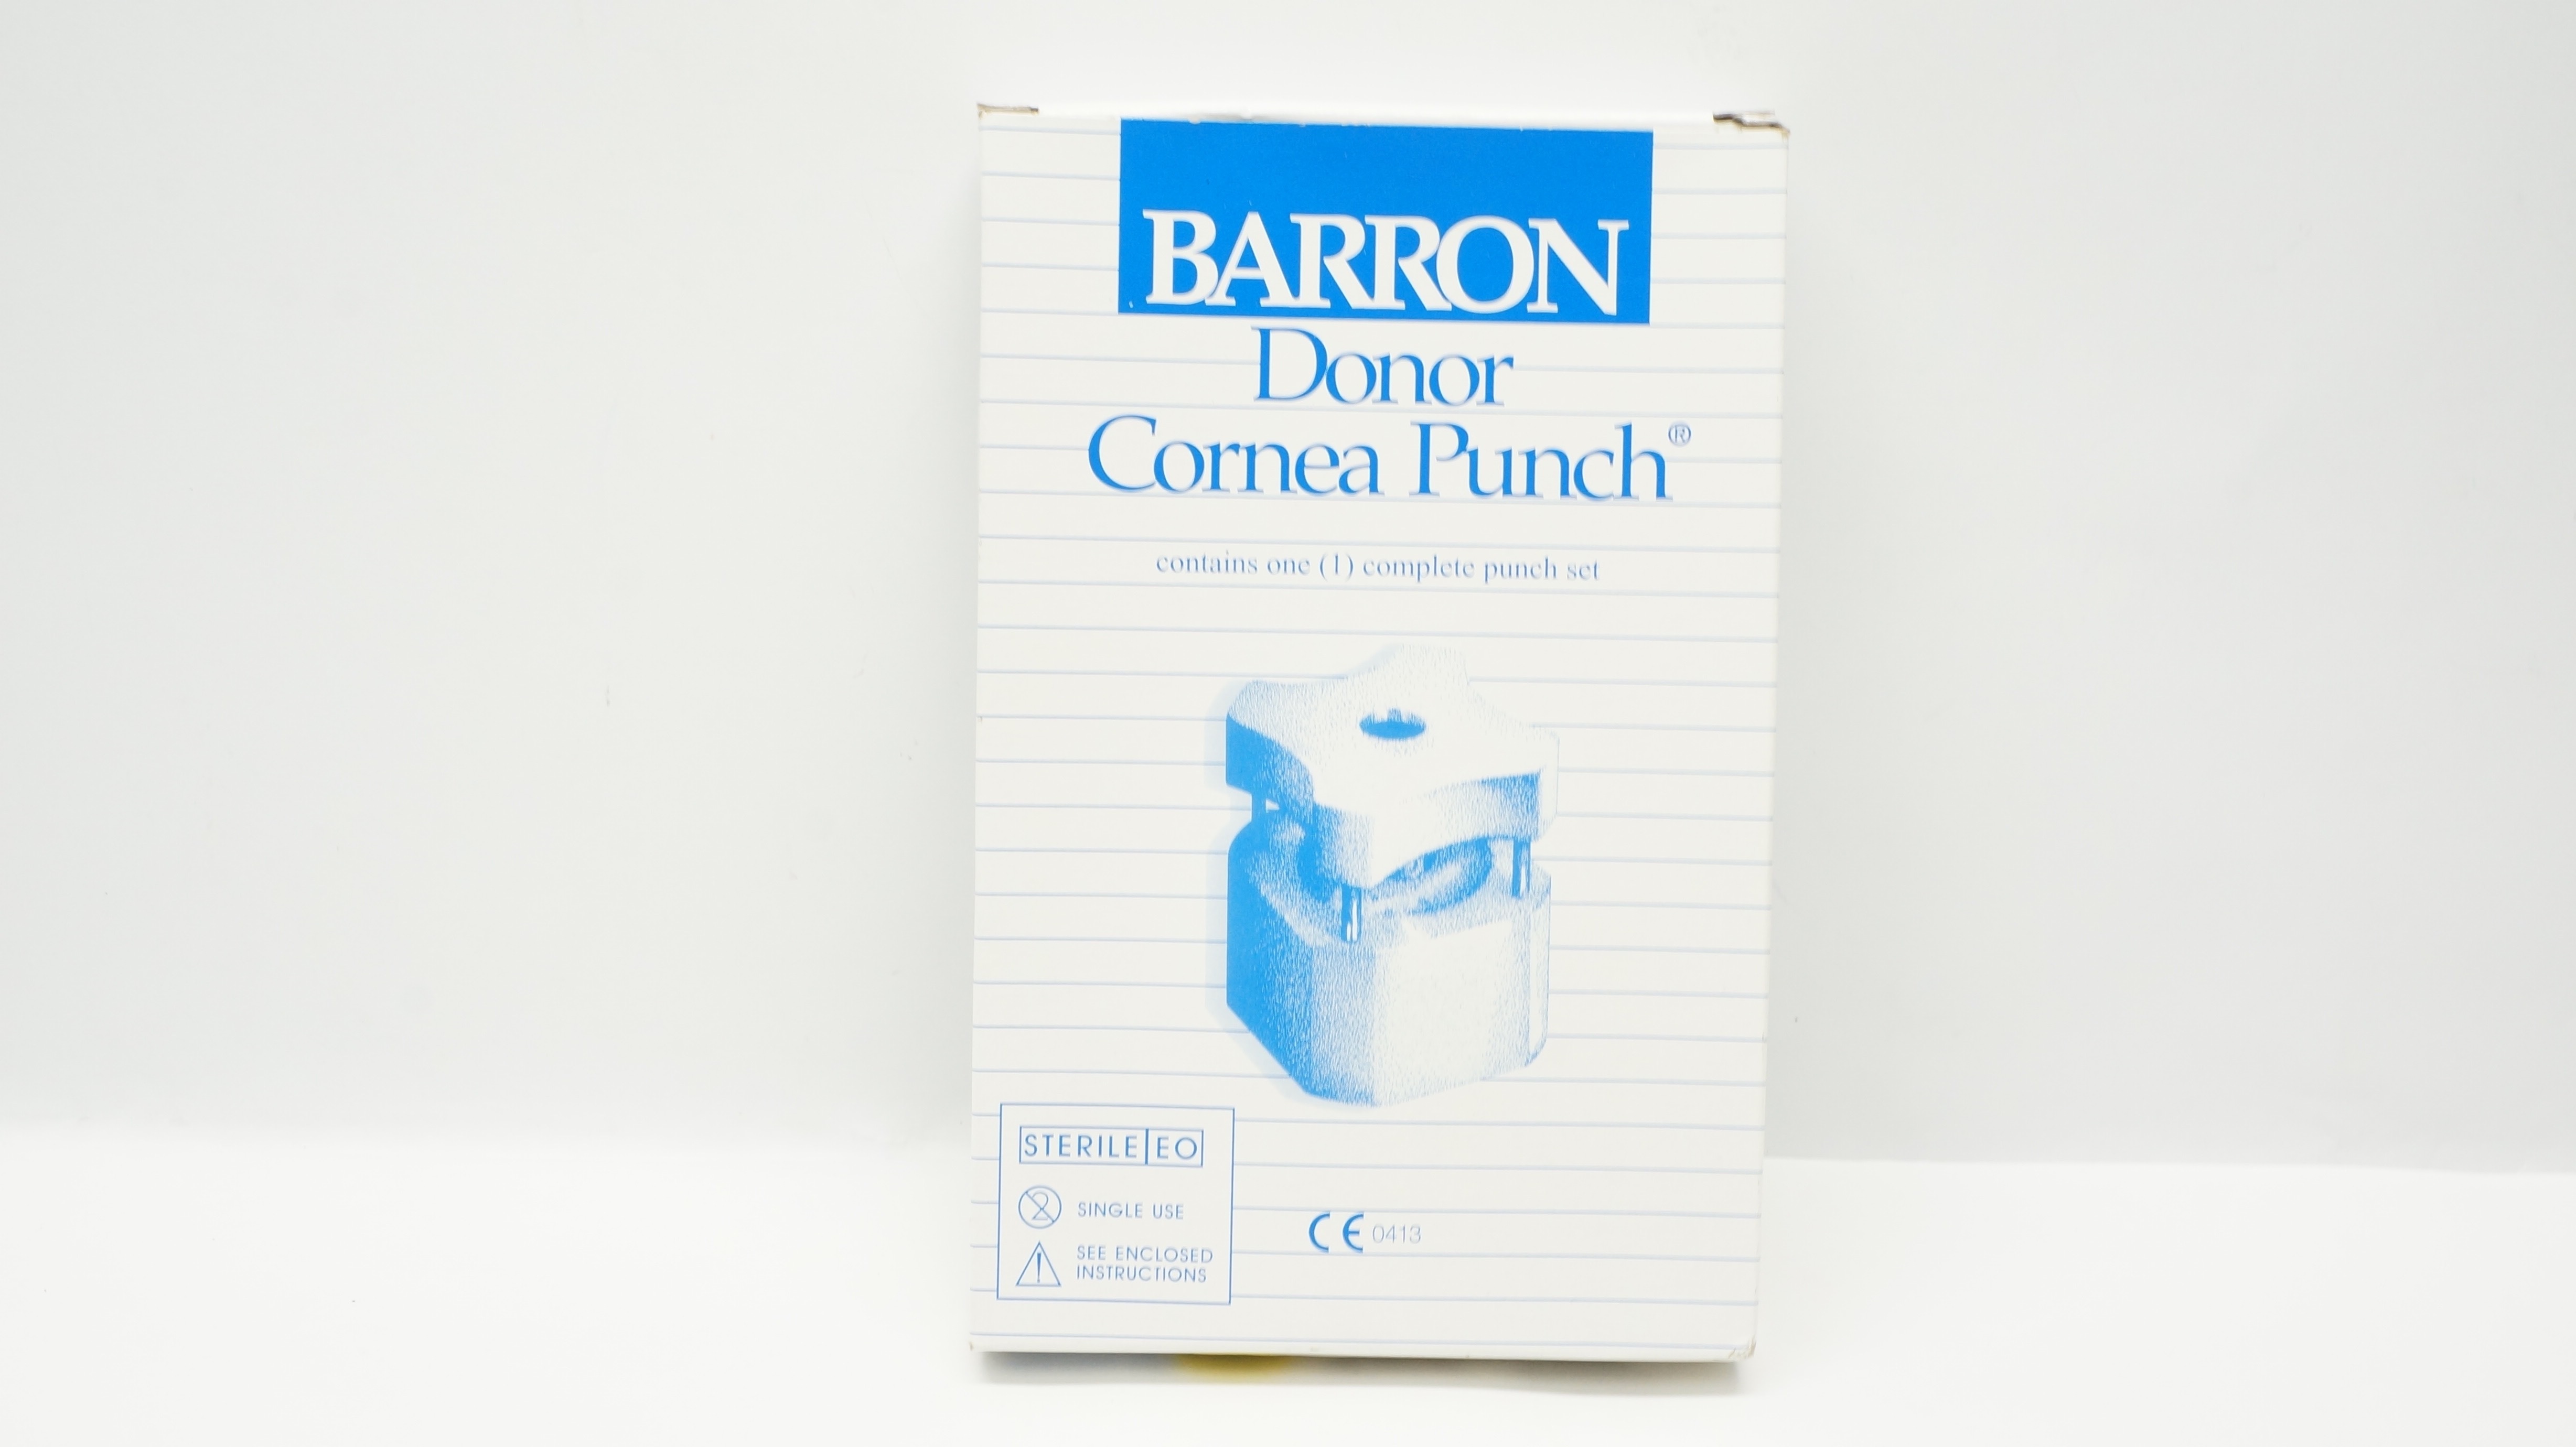 BARRON
Donor
Cornea Punch®
contains one (1) complete punch set
STERILE EO
2 SINGLE USE
SEE ENCLOSED
INSTRUCTIONS
CE 0413